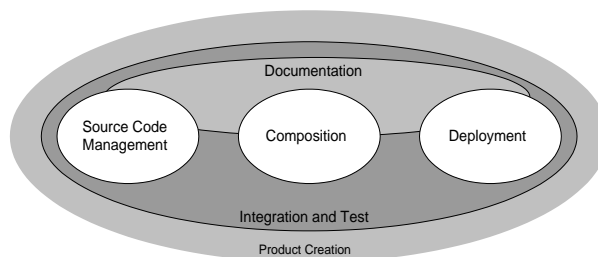 Documentation
Source Code
Management
Composition
Deployment
Integration and Test
Product Creation